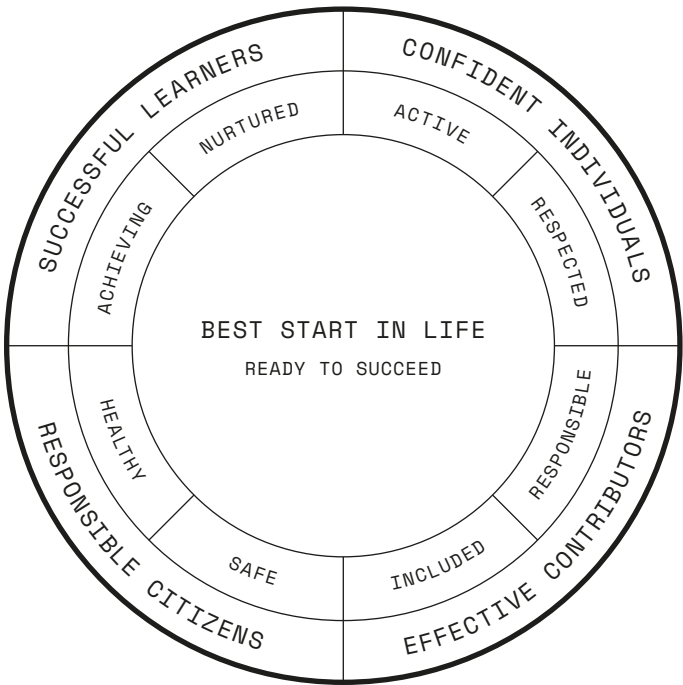 SUCCESSFUL LEARNERS
CONFIDENT INDIVIDUALS
NURTURED
ACTIVE
ACHIEVING
RESPECTED
BEST START IN LIFE
READY TO SUCCEED
HEALTHY
RESPONSIBLE
SAFE
INCLUDED
RESPONSIBLE CITIZENS
EFFECTIVE CONTRIBUTORS